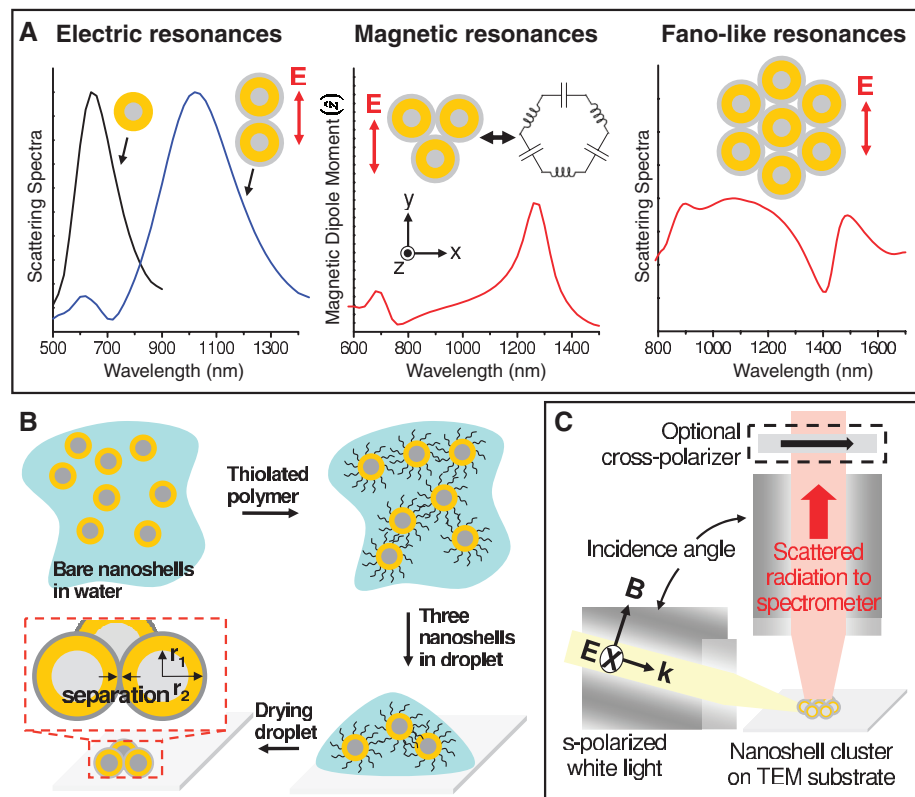 A
Electric resonances
Magnetic resonances
Fano-like resonances
Scattering Spectra
E
500 700 900 1100 1300
Wavelength (nm)
Magnetic Dipole Moment (ẑ)
E
y
z x
600 800 1000 1200 1400
Wavelength (nm)
Scattering Spectra
E
800 1000 1200 1400 1600
Wavelength (nm)
B
Bare nanoshells
in water
Thiolated
polymer
Three
nanoshells
in droplet
Drying
droplet
separation
r1
r2
C
Optional
cross-polarizer
Incidence angle
Scattered
radiation to
spectrometer
B
E
k
s-polarized
white light
Nanoshell cluster
on TEM substrate